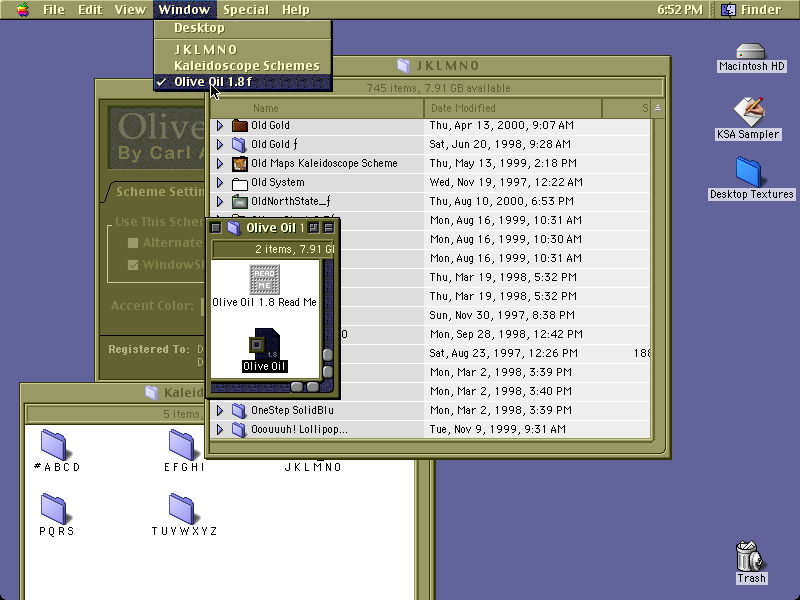 File Edit View Window Special Help 6:52 PM Finder
Desktop
JKLMNO
Kaleidoscope Schemes
✓ Olive Oil 1.8 ƒ
JKLMNO
745 items, 7.91 GB available
Name Date Modified S
Old Gold Thu, Apr 13, 2000, 9:07 AM
Old Gold ƒ Sat, Jun 20, 1998, 9:28 AM
Old Maps Kaleidoscope Scheme Thu, May 13, 1999, 2:18 PM
Old System Wed, Nov 19, 1997, 12:22 AM
OldNorthState_ƒ Thu, Aug 10, 2000, 6:53 PM
Mon, Aug 16, 1999, 10:31 AM
Mon, Aug 16, 1999, 10:30 AM
Mon, Aug 16, 1999, 10:31 AM
Thu, Mar 19, 1998, 5:32 PM
Thu, Mar 19, 1998, 5:32 PM
Sun, Nov 30, 1997, 8:38 PM
Mon, Sep 28, 1998, 12:42 PM
Sat, Aug 23, 1997, 12:26 PM 188
Mon, Mar 2, 1998, 3:39 PM
Mon, Mar 2, 1998, 3:40 PM
OneStep SolidBlu Mon, Mar 2, 1998, 3:39 PM
Ooouuuh! Lollipop... Tue, Nov 9, 1999, 9:31 AM
Olive
By Carl A
Scheme Settin
Use This Schem
Alternate
WindowSh
Accent Color:
Registered To: D
D
Olive Oil 1
2 items, 7.91 G
READ ME
Olive Oil 1.8 Read Me
1.8
Olive Oil
Kaleid
5 items,
#ABCD
EFGHI
JKLMNO
PQRS
TUVWXYZ
Macintosh HD
KSA Sampler
Desktop Textures
Trash